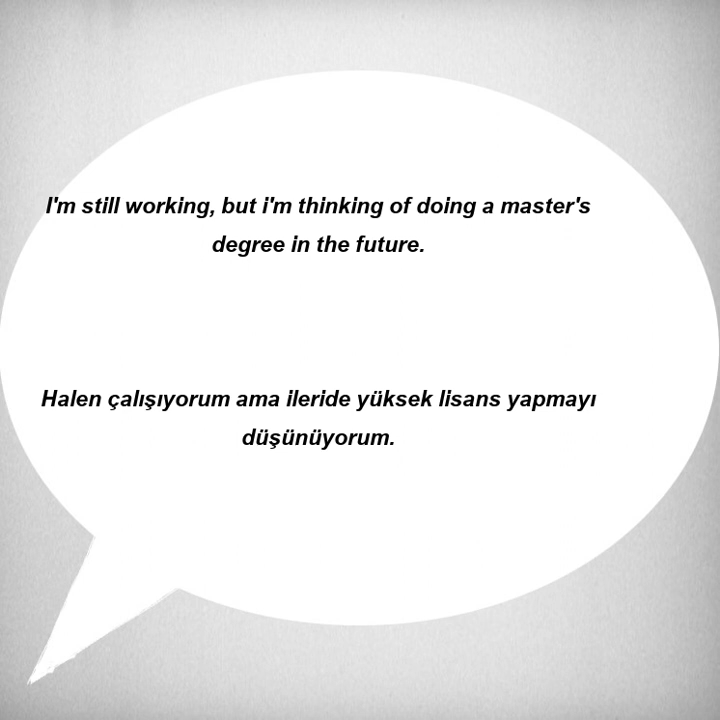 I'm still working, but i'm thinking of doing a master's
degree in the future.
Halen çalışıyorum ama ileride yüksek lisans yapmayı
düşünüyorum.